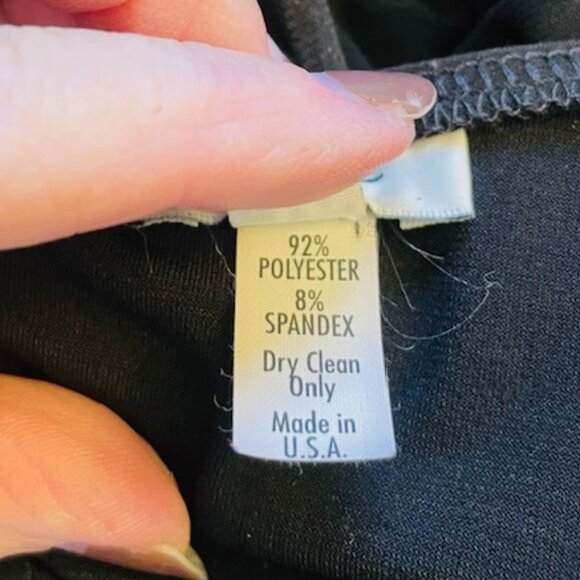 92%
POLYESTER
8%
SPANDEX
Dry Clean
Only
Made in
U.S.A.